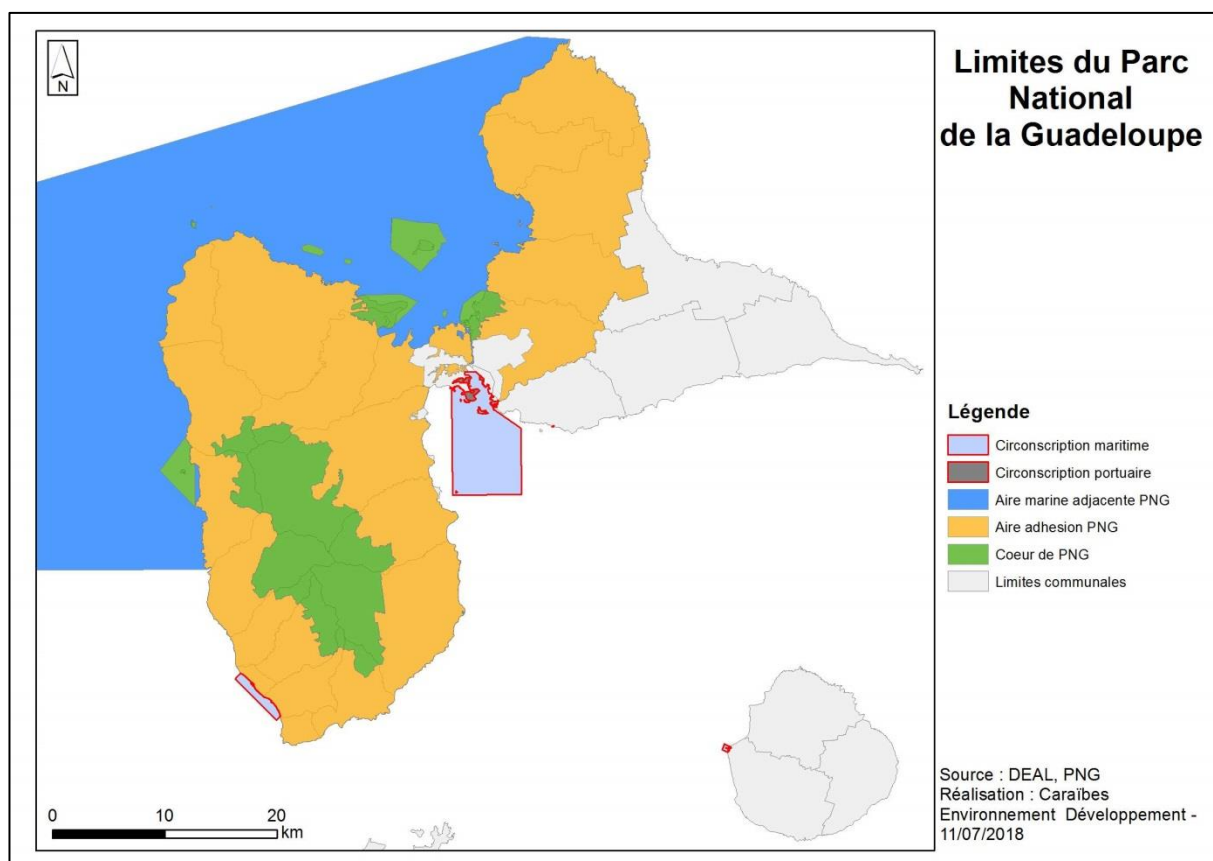 N
Limites du Parc
National
de la Guadeloupe
Légende
Circonscription maritime
Circonscription portuaire
Aire marine adjacente PNG
Aire adhesion PNG
Coeur de PNG
Limites communales
0 10 20
km
Source : DEAL, PNG
Réalisation : Caraïbes
Environnement Développement -
11/07/2018